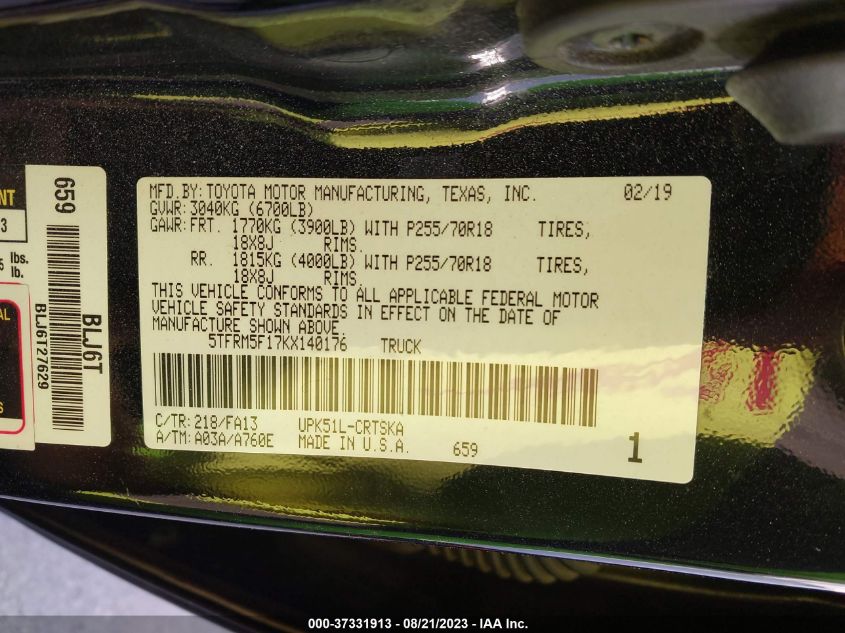 MFD.BY:TOYOTA MOTOR MANUFACTURING, TEXAS, INC. 02/19
GVWR:3040KG (6700LB)
GAWR:FRT. 1770KG (3900LB) WITH P255/70R18 TIRES,
18X8J RIMS.
RR. 1815KG (4000LB) WITH P255/70R18 TIRES,
18X8J RIMS.
THIS VEHICLE CONFORMS TO ALL APPLICABLE FEDERAL MOTOR
VEHICLE SAFETY STANDARDS IN EFFECT ON THE DATE OF
MANUFACTURE SHOWN ABOVE.
5TFRM5F17KX140176 TRUCK
C/TR:218/FA13 UPK51L-CRTSKA
A/TM:A03A/A760E MADE IN U.S.A. 659 1
659
BLJ6T
BLJ6T27629
3
lbs.
lb.
000-37331913 - 08/21/2023 - IAA Inc.